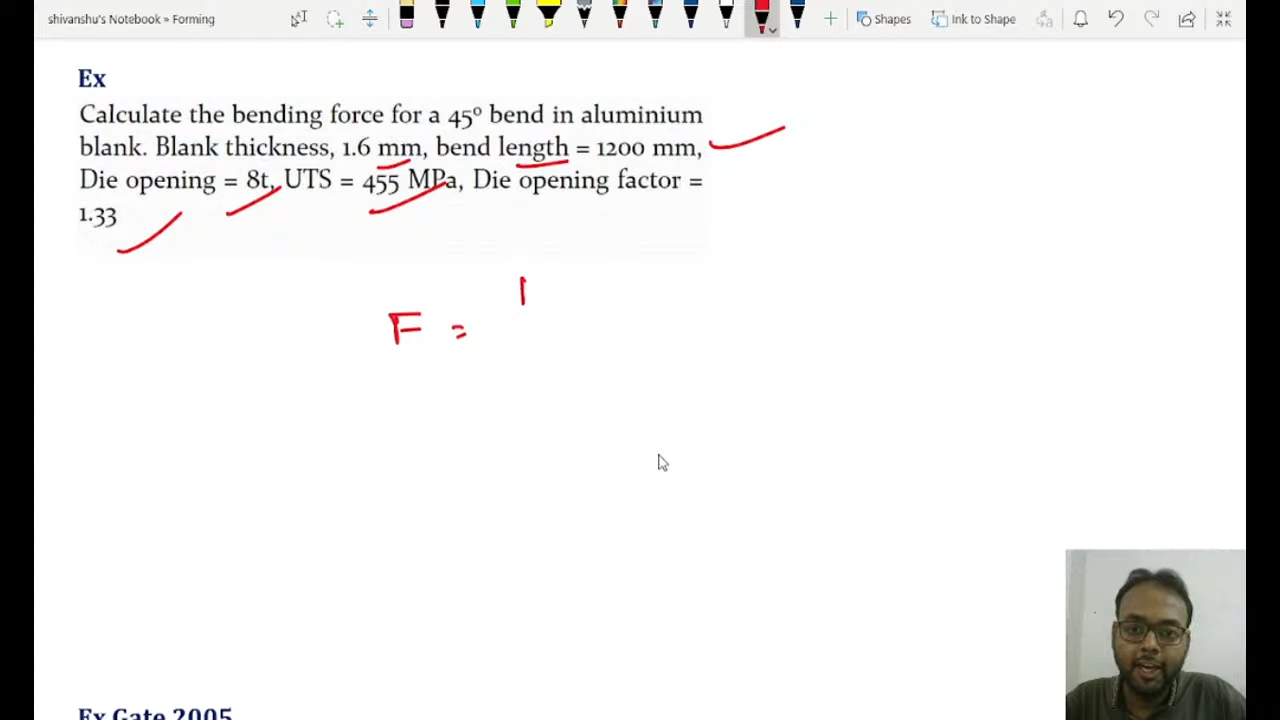 shivanshu's Notebook » Forming
Shapes
Ink to Shape
Ex
Calculate the bending force for a 45⁰ bend in aluminium
blank. Blank thickness, 1.6 mm, bend length = 1200 mm,
Die opening = 8t, UTS = 455 MPa, Die opening factor =
1.33
F =
Ex Gate 2005